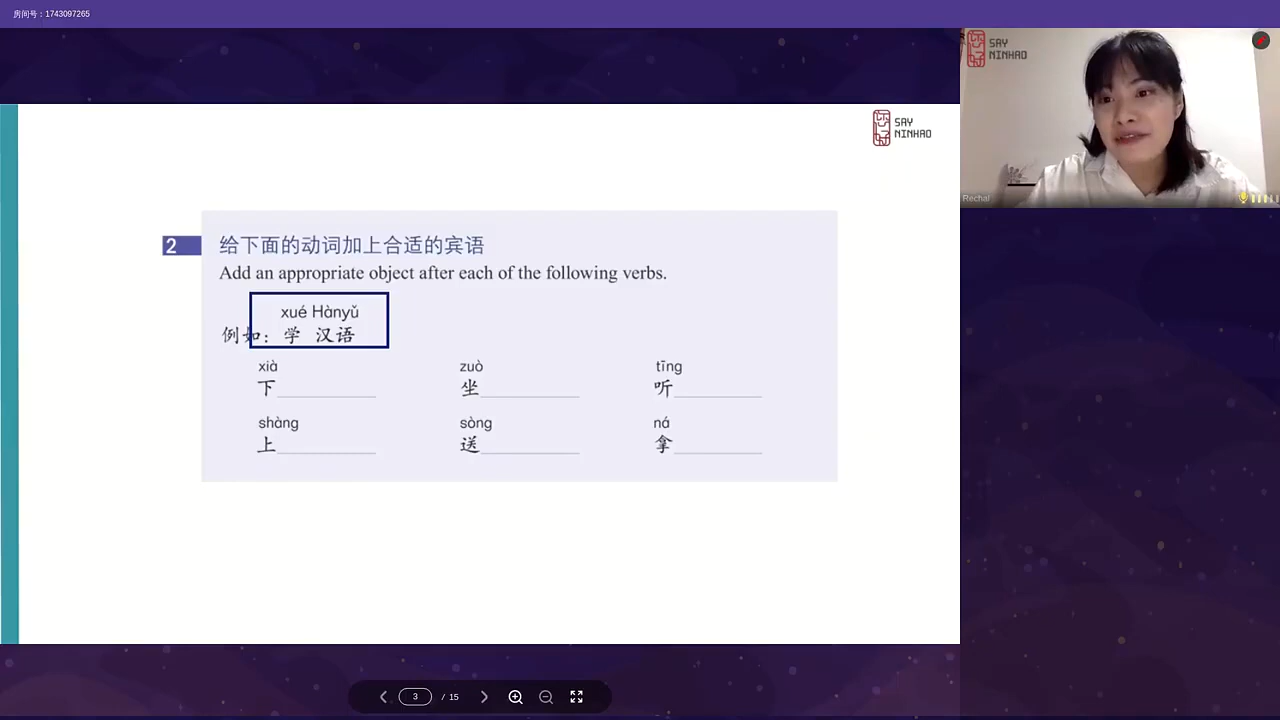 房间号：1743097265
SAY
NINHAO
SAY
NINHAO
Rechal
2 给下面的动词加上合适的宾语
Add an appropriate object after each of the following verbs.
xué Hànyǔ
例如：学 汉语
xià zuò tīng
下 坐 听
shàng sòng ná
上 送 拿
3 / 15